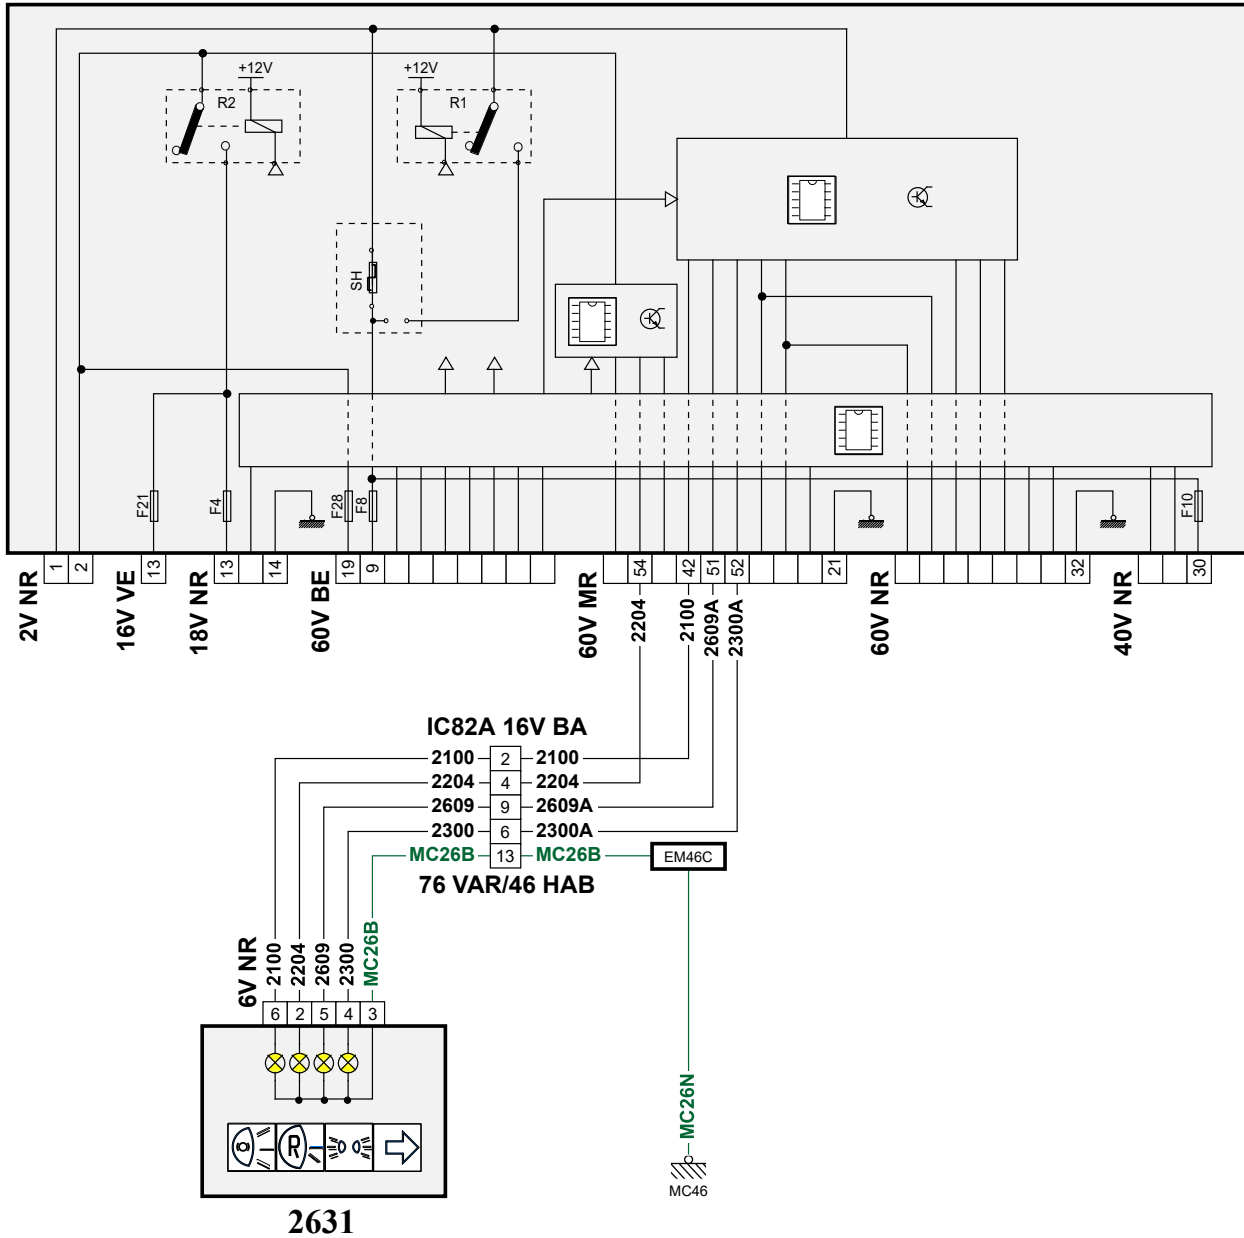 +12V +12V
R2 R1
SH
F21 F4 F28 F8 F10
1 2 13 13 14 19 9 54 42 51 52 21 32 30
2V NR 16V VE 18V NR 60V BE 60V MR 60V NR 40V NR
2204 2100 2609A 2300A
IC82A 16V BA
2100 2 2100
2204 4 2204
2609 9 2609A
2300 6 2300A
MC26B 13 MC26B EM46C
76 VAR/46 HAB
6V NR 2100 2204 2609 2300 MC26B
6 2 5 4 3
MC26N
R
MC46
2631